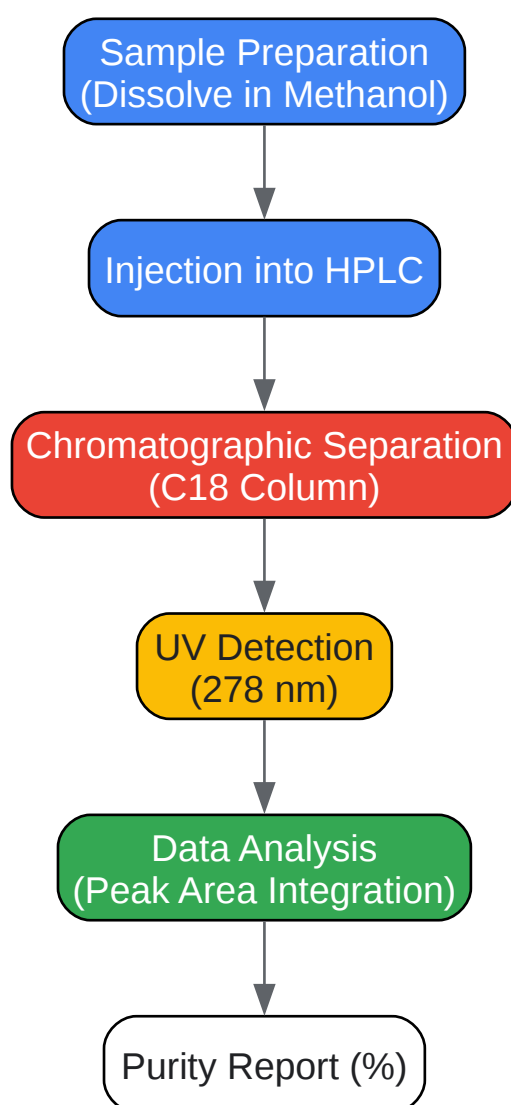 Sample Preparation
(Dissolve in Methanol)
Injection into HPLC
Chromatographic Separation
(C18 Column)
UV Detection
(278 nm)
Data Analysis
(Peak Area Integration)
Purity Report (%)